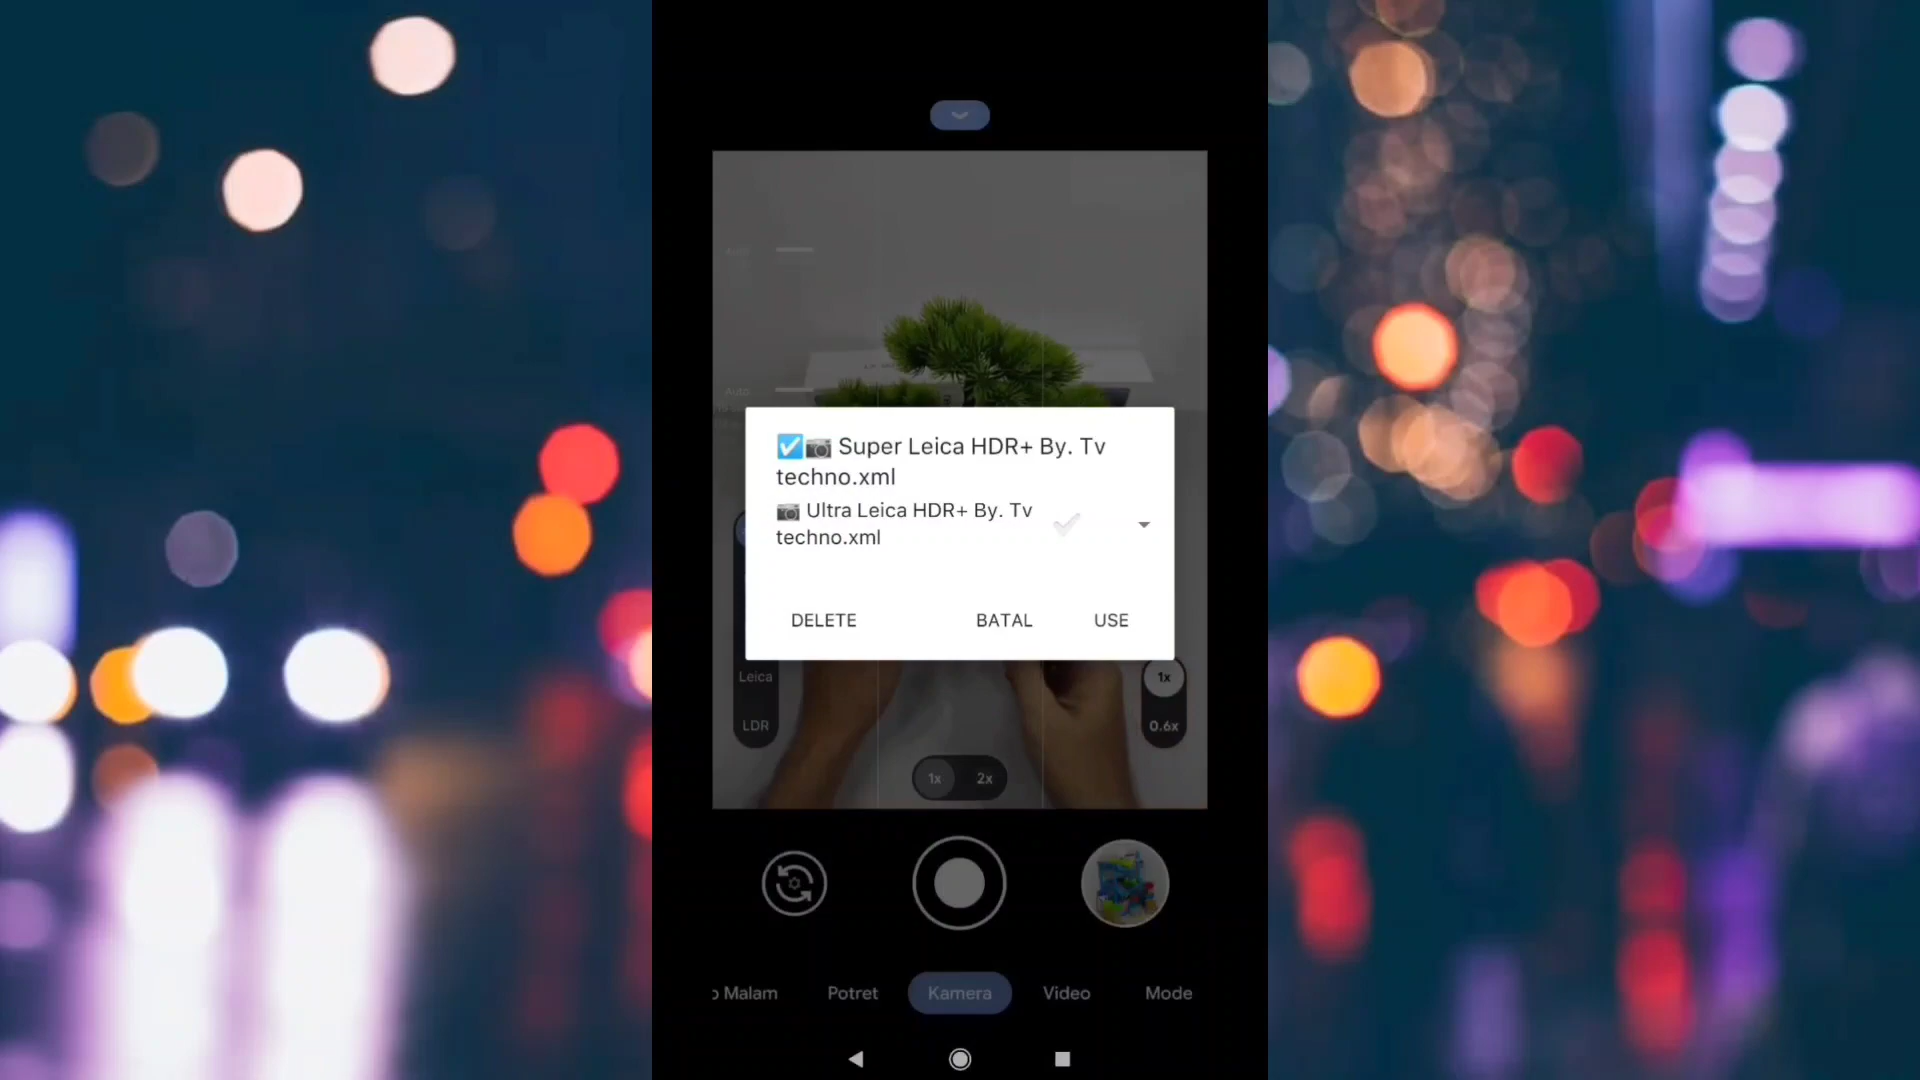 ☑️📷 Super Leica HDR+ By. Tv
techno.xml
📷 Ultra Leica HDR+ By. Tv
techno.xml
DELETE
BATAL
USE
Auto
Leica
LDR
1x
0.6x
1x
2x
Malam
Potret
Kamera
Video
Mode